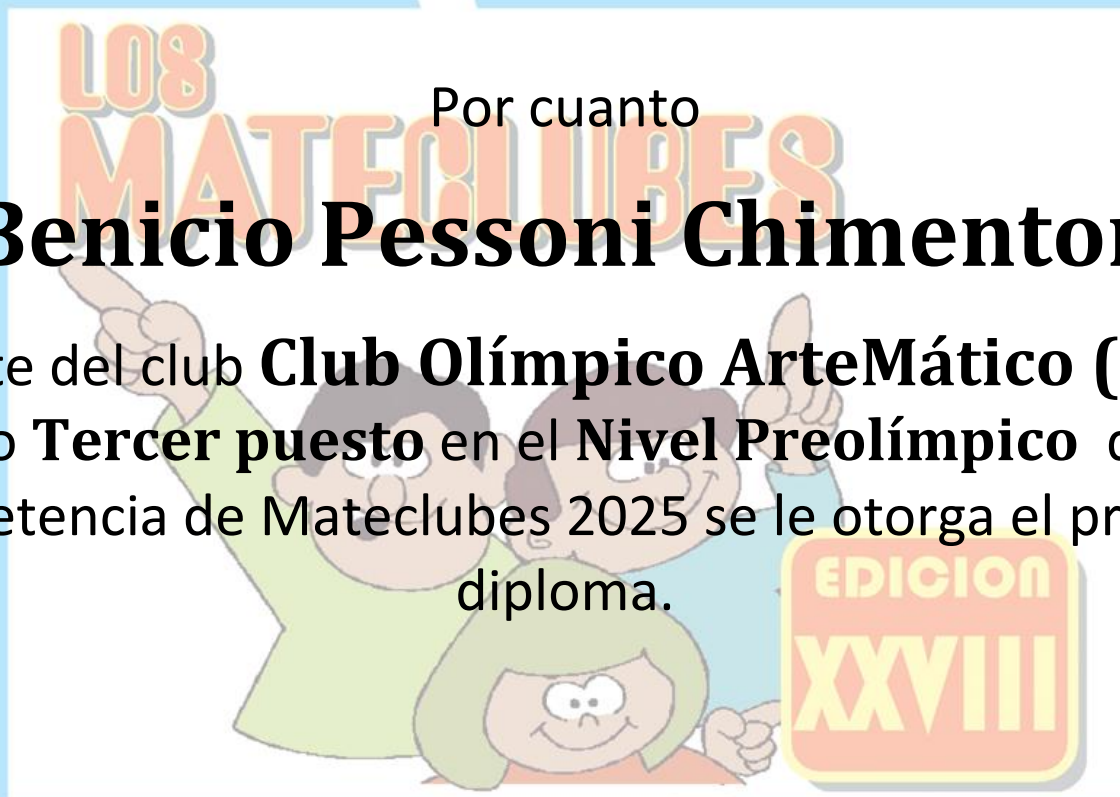 LOS
MATECLUBES
Por cuanto
Benicio Pessoni Chimento
te del club Club Olímpico ArteMático (
o Tercer puesto en el Nivel Preolímpico
etencia de Mateclubes 2025 se le otorga el pr
diploma.
EDICION
XXVIII